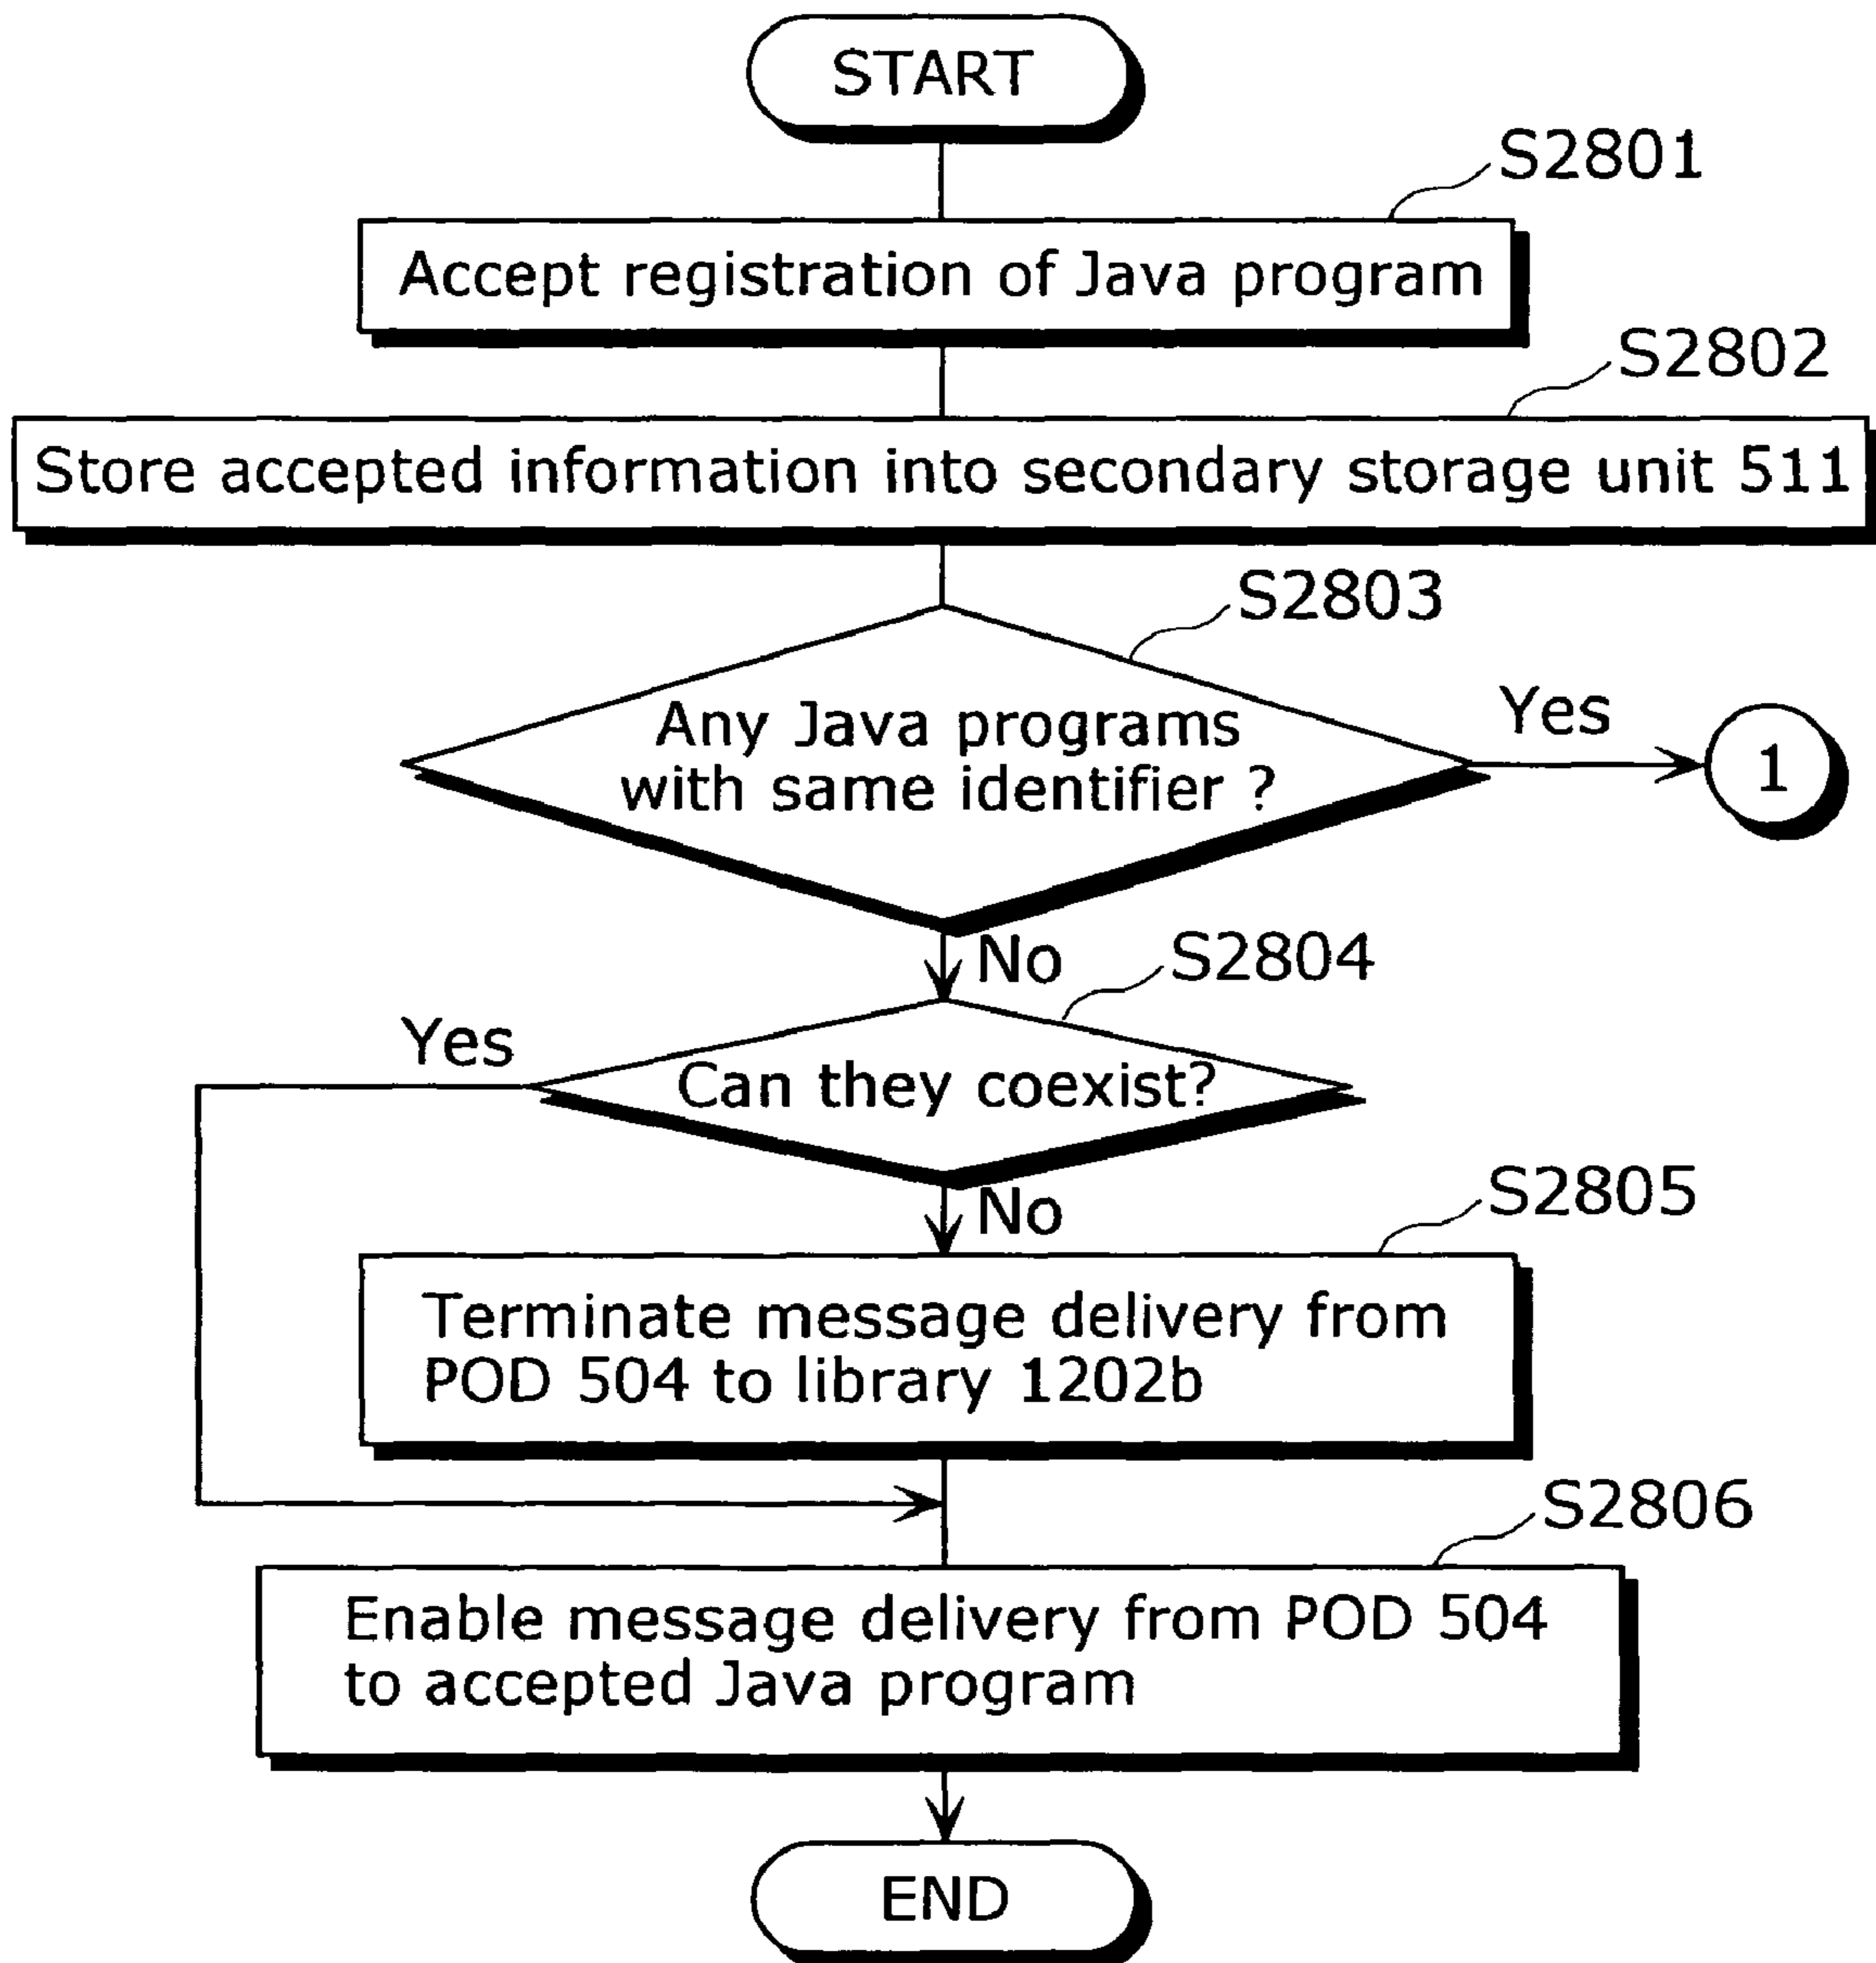 START
S2801
Accept registration of Java program
S2802
Store accepted information into secondary storage unit 511
S2803
Any Java programs
with same identifier ?
Yes
1
No
S2804
Yes
Can they coexist?
No
S2805
Terminate message delivery from
POD 504 to library 1202b
S2806
Enable message delivery from POD 504
to accepted Java program
END